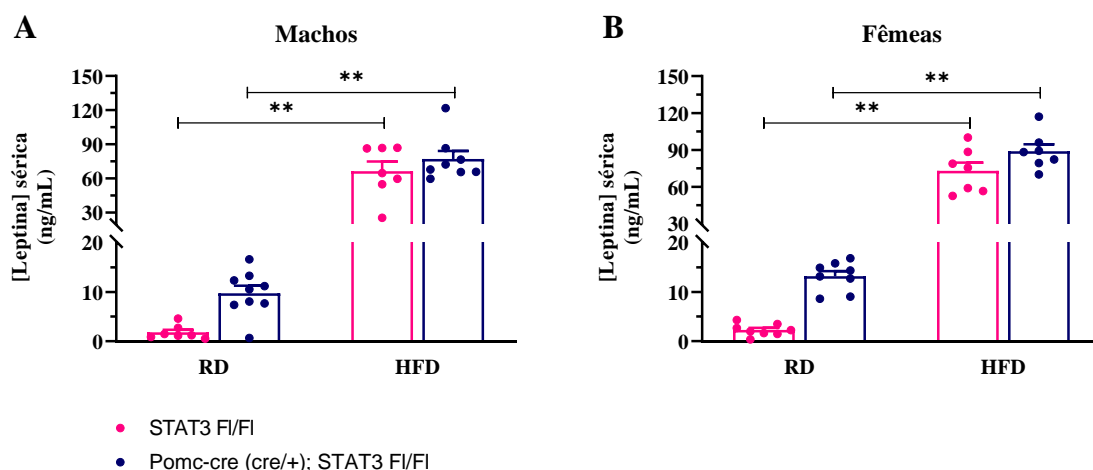 A
Machos
[Leptina] sérica
(ng/mL)
150
120
90
60
30
20
10
0
**
**
RD
HFD
B
Fêmeas
[Leptina] sérica
(ng/mL)
150
120
90
60
30
20
10
0
**
**
RD
HFD
STAT3 Fl/Fl
Pomc-cre (cre/+); STAT3 Fl/Fl